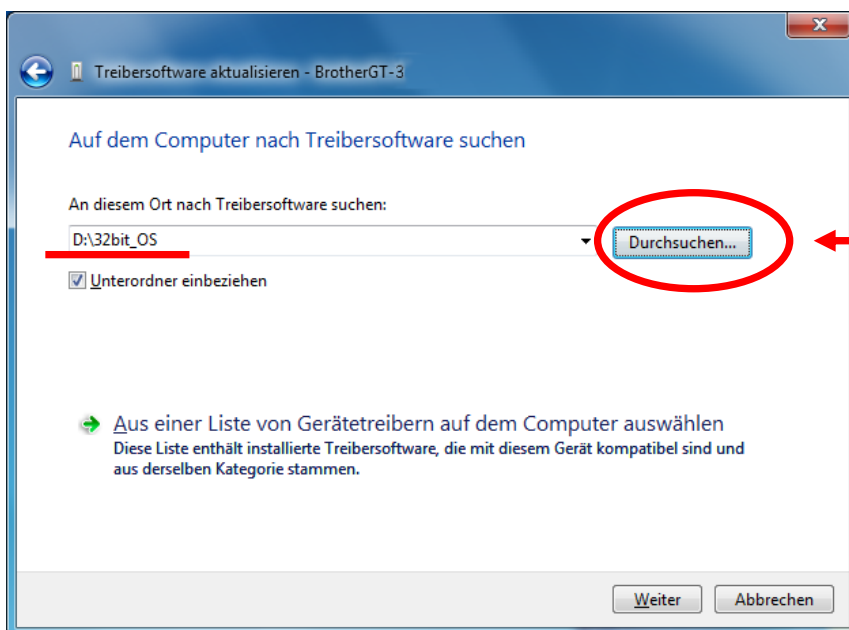 Treibersoftware aktualisieren - BrotherGT-3
Auf dem Computer nach Treibersoftware suchen
An diesem Ort nach Treibersoftware suchen:
D:\32bit_OS
Durchsuchen...
Unterordner einbeziehen
Aus einer Liste von Gerätetreibern auf dem Computer auswählen
Diese Liste enthält installierte Treibersoftware, die mit diesem Gerät kompatibel sind und
aus derselben Kategorie stammen.
Weiter
Abbrechen